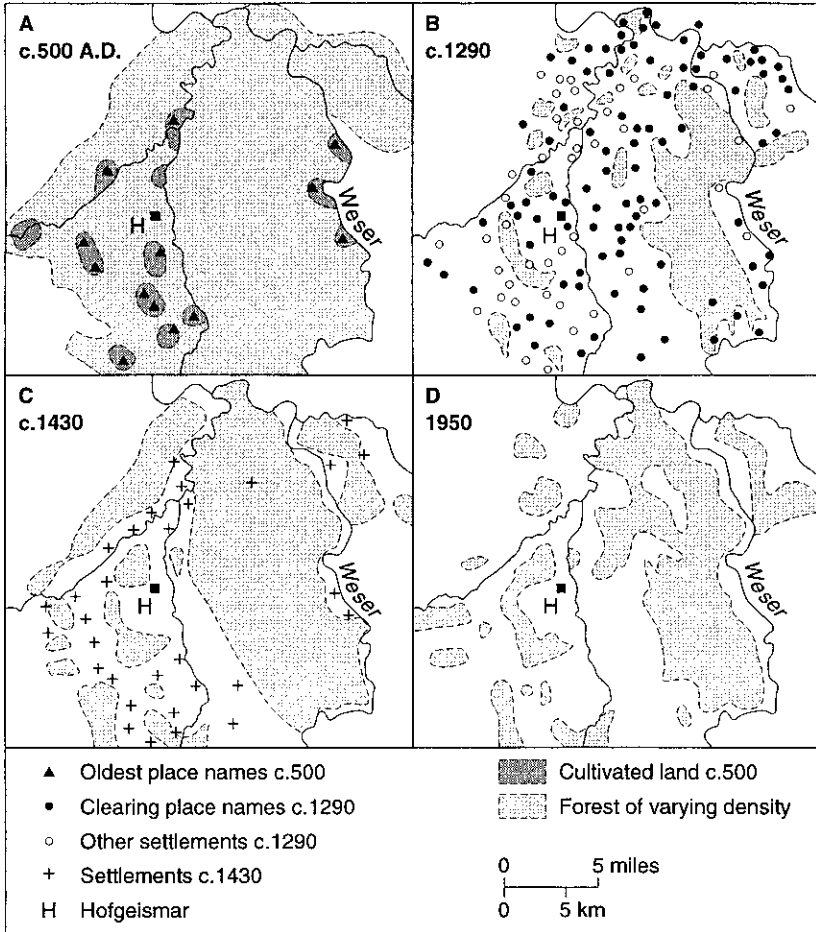 A
c.500 A.D.
H
Weser
B
c.1290
H
Weser
C
c.1430
H
Weser
D
1950
H
Weser
Oldest place names c.500
Clearing place names c.1290
Other settlements c.1290
Settlements c.1430
H Hofgeismar
Cultivated land c.500
Forest of varying density
0 5 miles
0 5 km